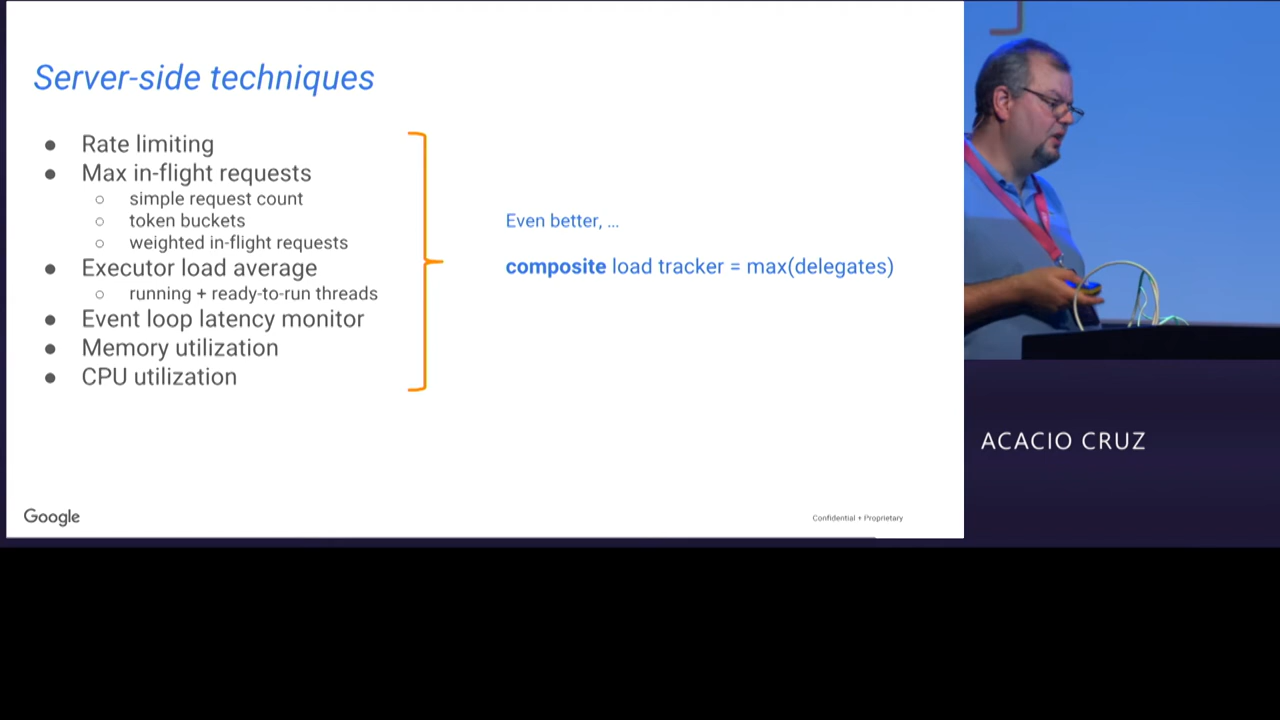 Server-side techniques
● Rate limiting
● Max in-flight requests
○ simple request count
○ token buckets
○ weighted in-flight requests
● Executor load average
○ running + ready-to-run threads
● Event loop latency monitor
● Memory utilization
● CPU utilization
Even better, ...
composite load tracker = max(delegates)
Google
Confidential + Proprietary
ACACIO CRUZ